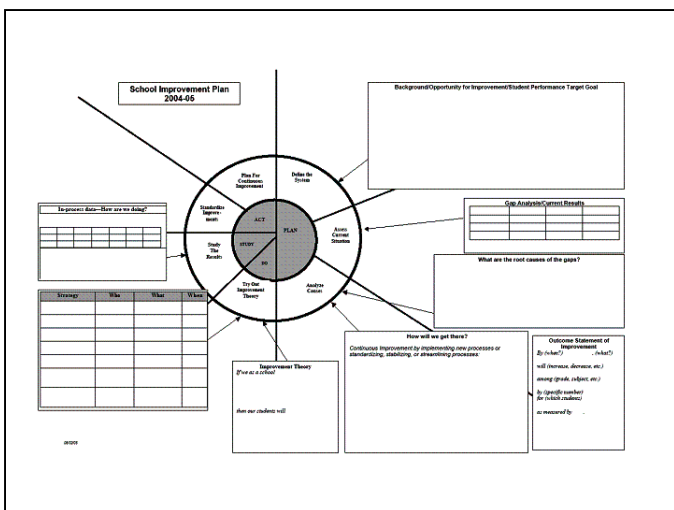 School Improvement Plan
2004-05
Background/Opportunity for Improvement/Student Performance Target Goal
Plan For
Continuous
Improvement
Define the
System
Standardize
Improve-
ments
ACT
PLAN
Assess
Current
Situation
STUDY
DO
Study
The
Results
Try Out
Improvement
Theory
Analyze
Causes
In-process data—How are we doing?
Gap Analysis/Current Results
What are the root causes of the gaps?
Strategy Who What When
How will we get there?
Continuous Improvement by implementing new processes or
standardizing, stabilizing, or streamlining processes:
Outcome Statement of
Improvement
By (when?) , (what?)
will (increase, decrease, etc.)
among (grade, subject, etc.)
by (specific number)
for (which students)
as measured by .
Improvement Theory
If we as a school
then our students will